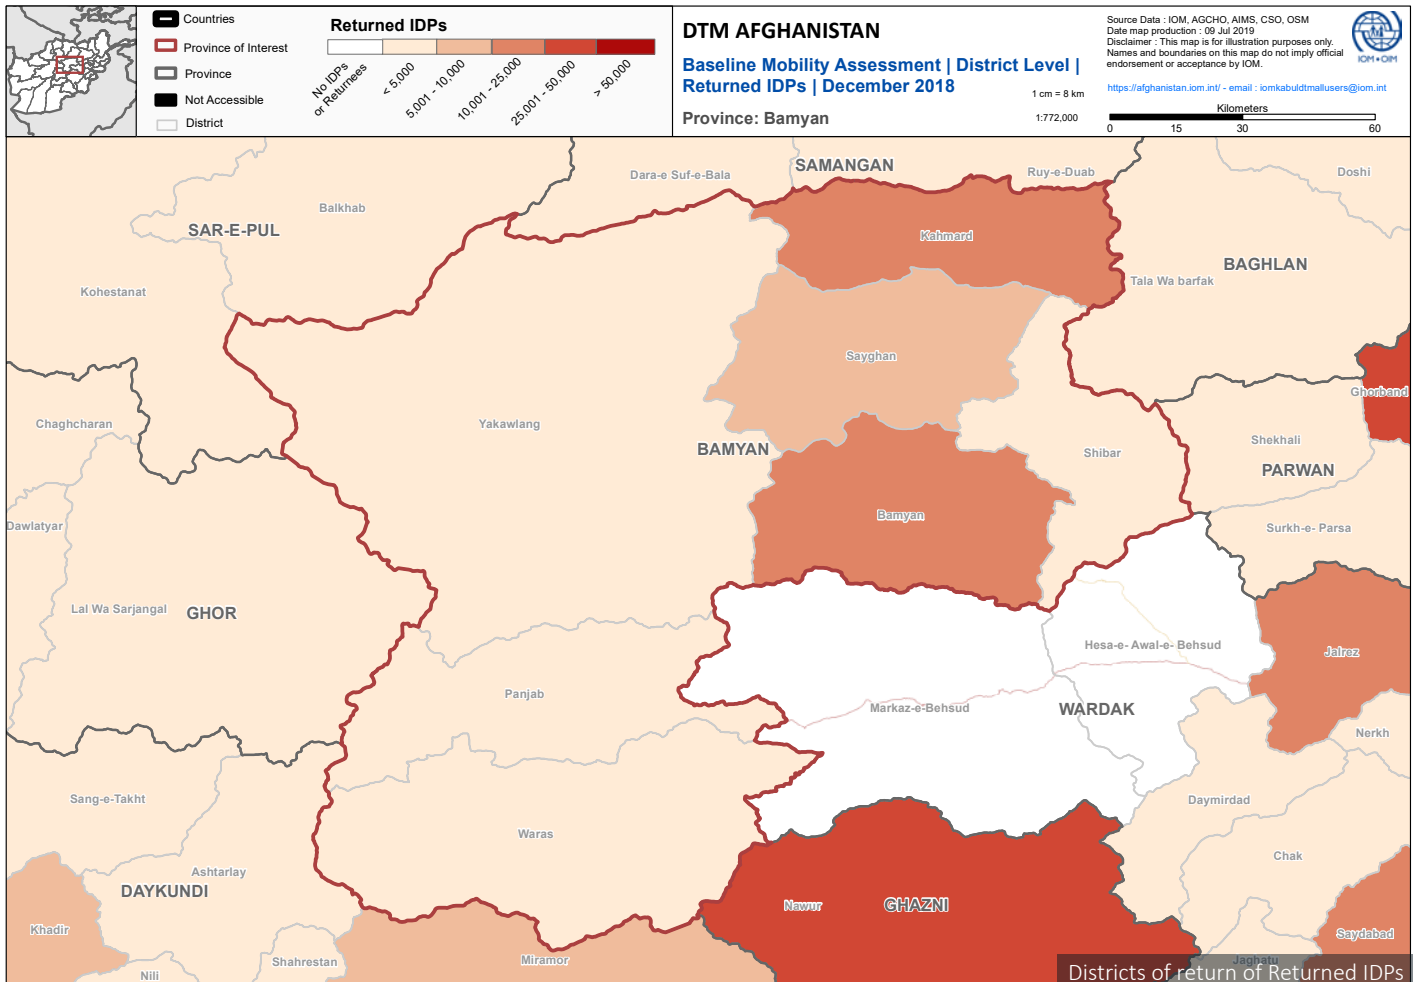 Countries
Province of Interest
Province
Not Accessible
District
Returned IDPs
No IDPs
or Returnees
< 5,000
5,001 - 10,000
10,001 - 25,000
25,001 - 50,000
> 50,000
DTM AFGHANISTAN
Baseline Mobility Assessment | District Level |
Returned IDPs | December 2018
1 cm = 8 km
Province: Bamyan
1:772,000
Source Data : IOM, AGCHO, AIMS, CSO, OSM
Date map production : 09 Jul 2019
Disclaimer : This map is for illustration purposes only.
Names and boundaries on this map do not imply official
endorsement or acceptance by IOM.
IOM • OIM
https://afghanistan.iom.int/ - email : iomkabuldtmallusers@iom.int
Kilometers
0 15 30 60
SAMANGAN
Dara-e Suf-e-Bala
Ruy-e-Duab
Doshi
Balkhab
SAR-E-PUL
Kahmard
BAGHLAN
Tala Wa barfak
Kohestanat
Sayghan
Ghorband
Chaghcharan
Yakawlang
BAMYAN
Shibar
Shekhali
PARWAN
Dawlatyar
Bamyan
Surkh-e- Parsa
Lal Wa Sarjangal
GHOR
Hesa-e- Awal-e- Behsud
Jalrez
Panjab
Markaz-e-Behsud
WARDAK
Nerkh
Sang-e-Takht
Daymirdad
Waras
Chak
Ashtarlay
DAYKUNDI
Nawur
GHAZNI
Khadir
Saydabad
Shahrestan
Miramor
Jaghatu
Nili
Districts of return of Returned IDPs